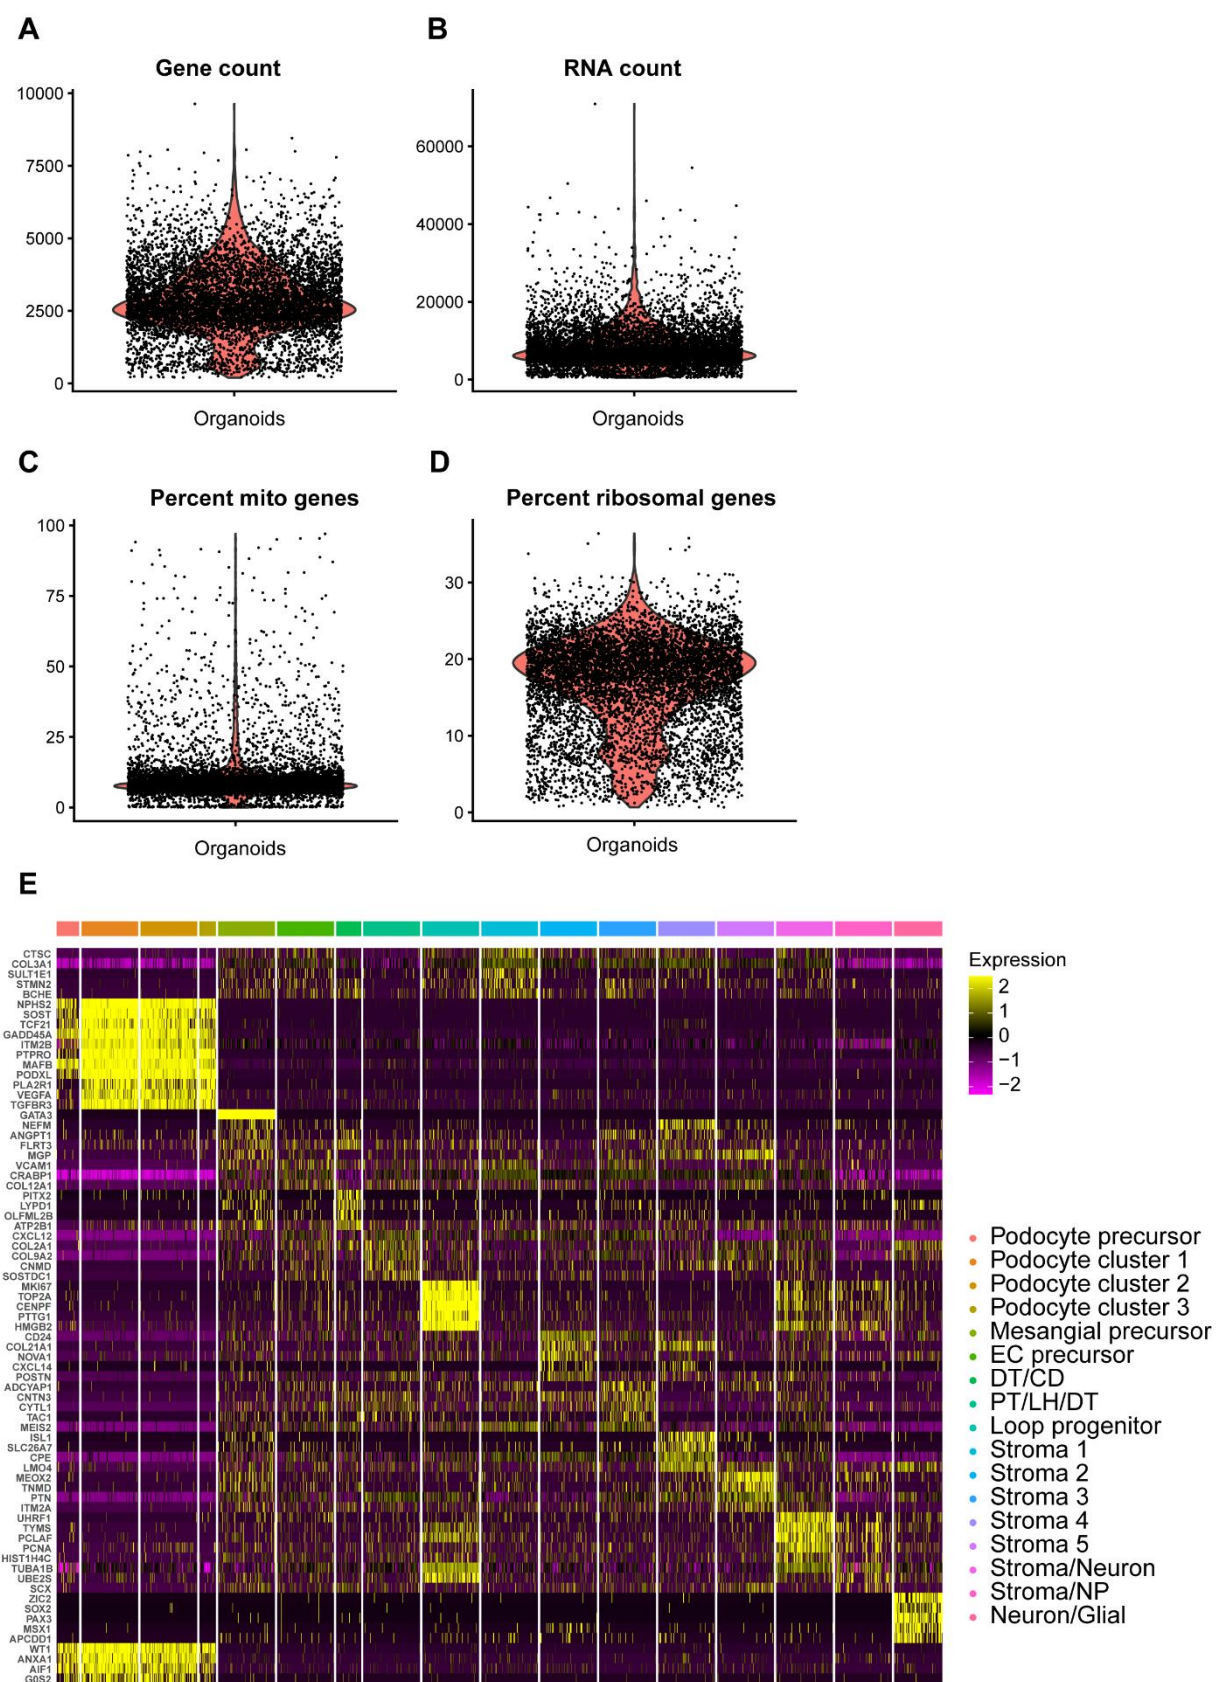 A
Gene count
10000
7500
5000
2500
0
Organoids
B
RNA count
60000
40000
20000
0
Organoids
C
Percent mito genes
100
75
50
25
0
Organoids
D
Percent ribosomal genes
30
20
10
0
Organoids
E
CTSC
COL3A1
SULT1E1
STMN2
BCHE
NPHS2
SOST
TCF21
GADD45A
ITM2B
PTPRO
MAFB
PODXL
PLA2R1
VEGFA
TGFBR3
GATA3
NEFM
ANGPT1
FLRT3
MGP
VCAM1
CRABP1
COL12A1
PITX2
LYPD1
OLFML2B
ATP2B1
CXCL12
COL2A1
COL9A2
CNMD
SOSTDC1
MKI67
TOP2A
CENPF
PTTG1
HMGB2
CD24
COL21A1
NOVA1
CXCL14
POSTN
ADCYAP1
CNTN3
CYTL1
TAC1
MEIS2
ISL1
SLC26A7
CPE
LMO4
MEOX2
TNMD
PTN
ITM2A
UHRF1
TYMS
PCLAF
PCNA
HIST1H4C
TUBA1B
UBE2S
SCX
ZIC2
SOX2
PAX3
MSX1
APCDD1
WT1
ANXA1
AIF1
G0S2
Expression
2
1
0
−1
−2
Podocyte precursor
Podocyte cluster 1
Podocyte cluster 2
Podocyte cluster 3
Mesangial precursor
EC precursor
DT/CD
PT/LH/DT
Loop progenitor
Stroma 1
Stroma 2
Stroma 3
Stroma 4
Stroma 5
Stroma/Neuron
Stroma/NP
Neuron/Glial